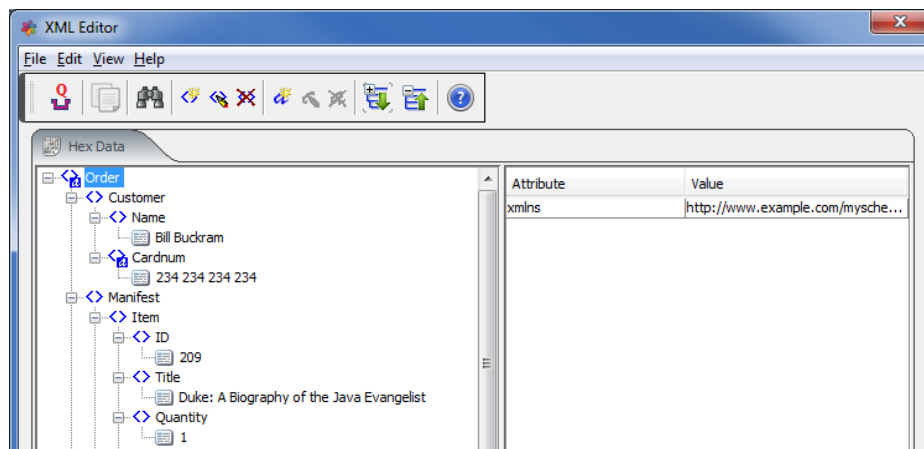 XML Editor
File Edit View Help
Q
Hex Data
Order
Customer
Name
Bill Buckram
Cardnum
234 234 234 234
Manifest
Item
ID
209
Title
Duke: A Biography of the Java Evangelist
Quantity
1
Attribute Value
xmlns http://www.example.com/mysche...